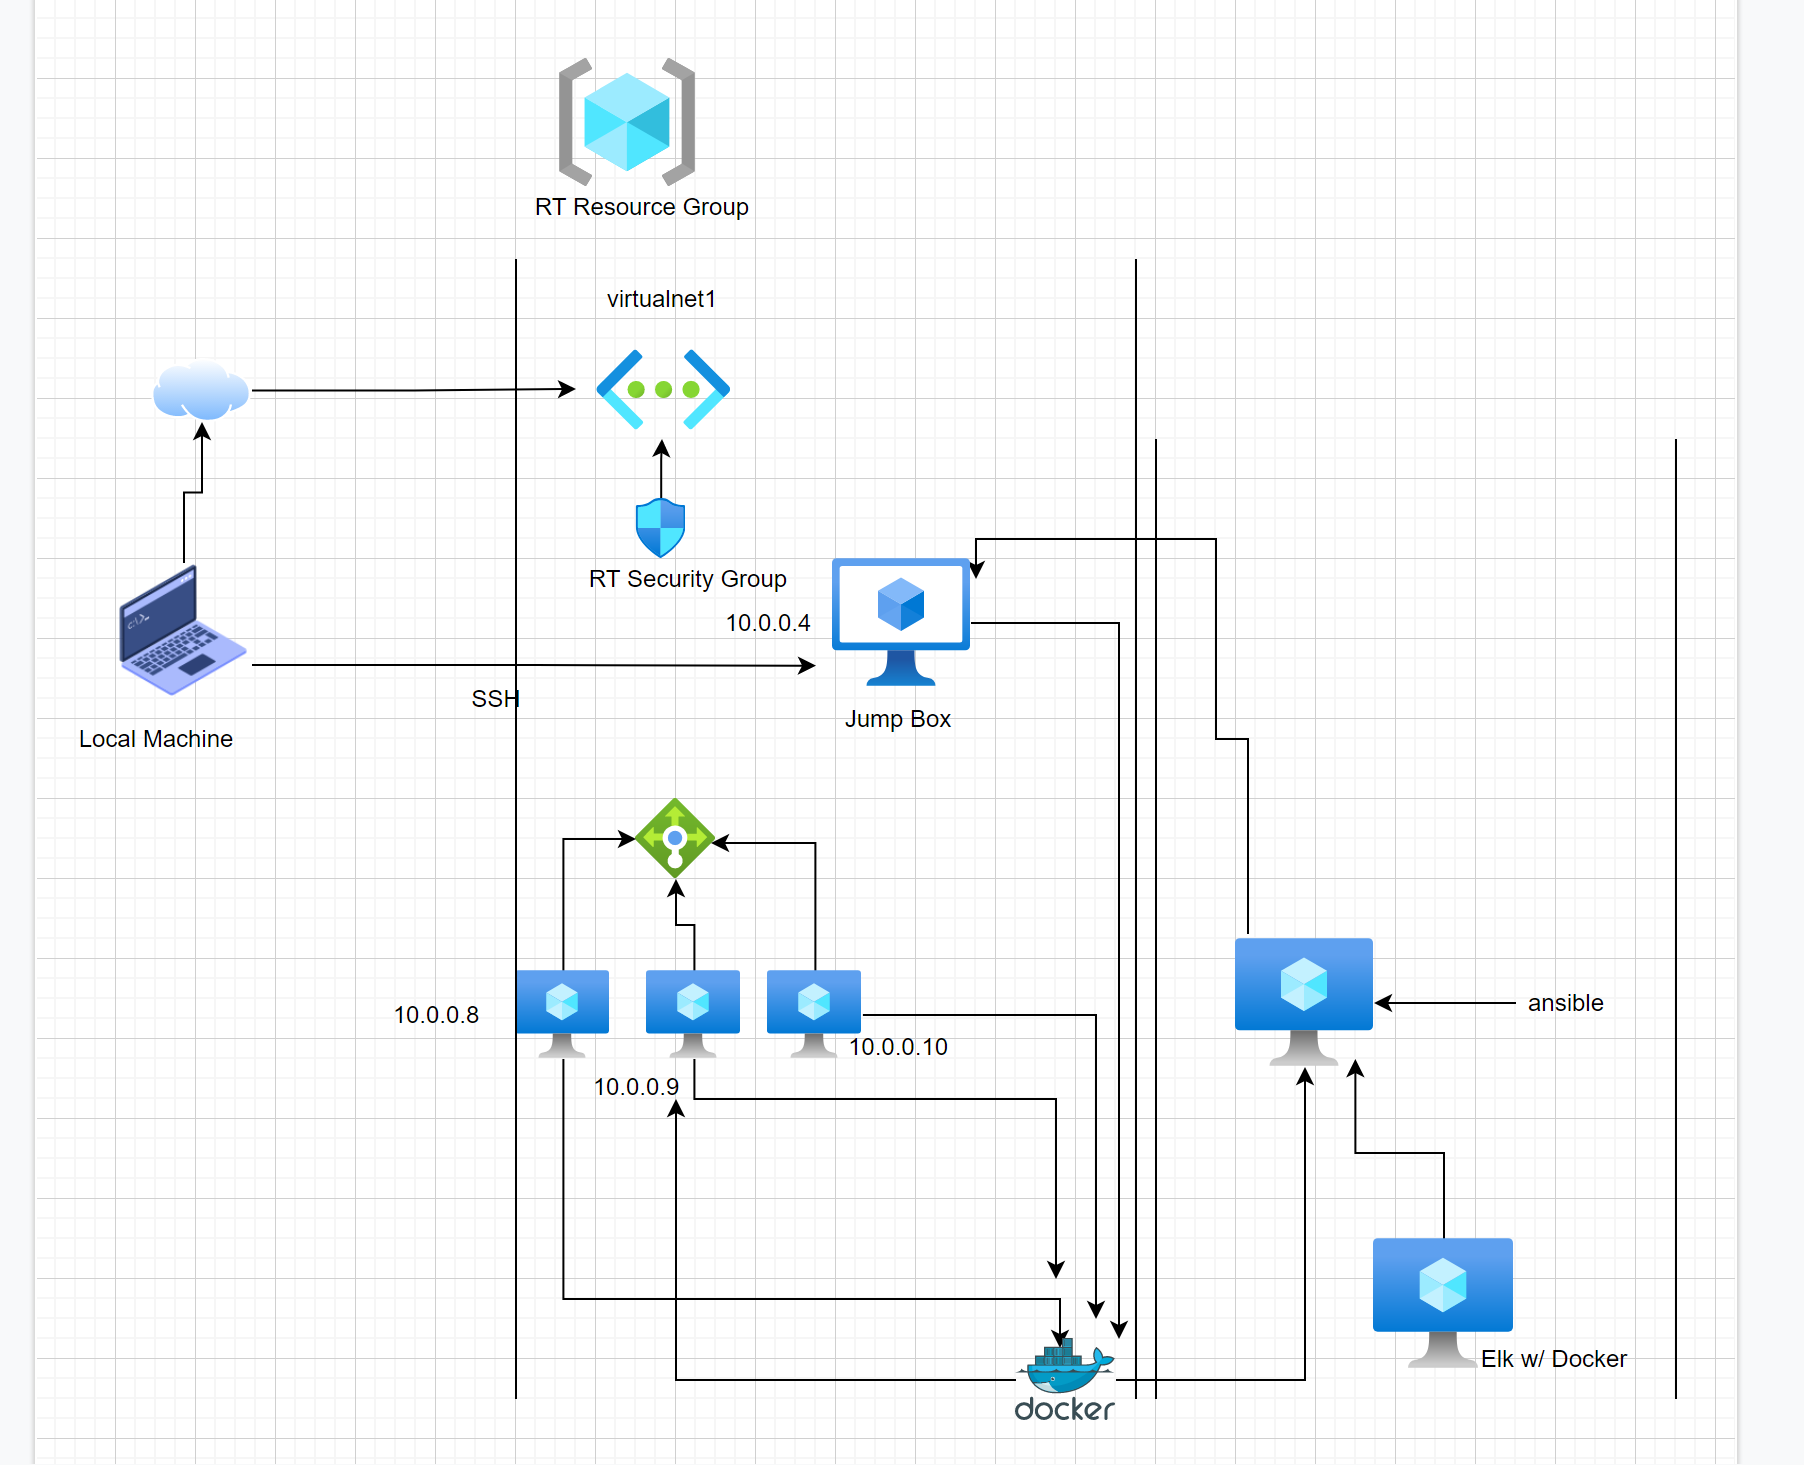 RT Resource Group
virtualnet1
RT Security Group
10.0.0.4
SSH
Jump Box
Local Machine
10.0.0.8
ansible
10.0.0.10
10.0.0.9
Elk w/ Docker
docker